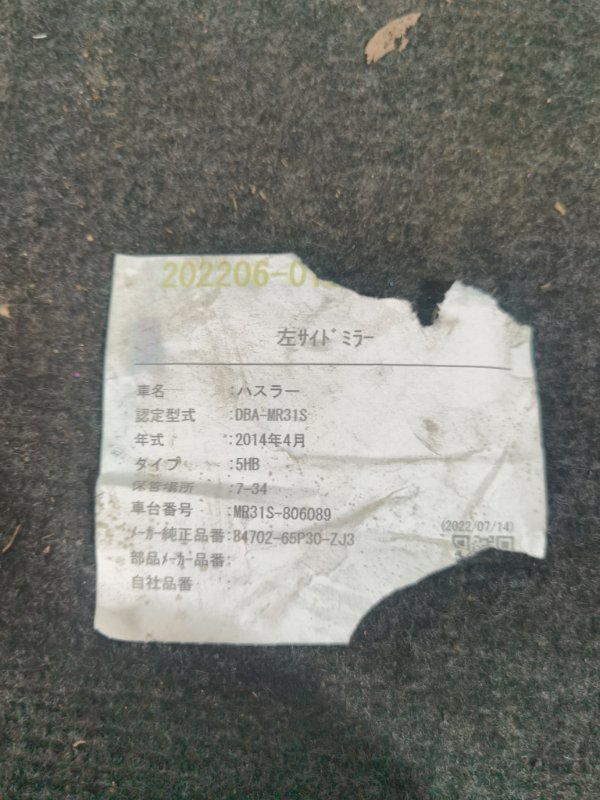 202206-01
左ｻｲﾄﾞﾐﾗｰ
車名 :ハスラー
認定型式 :DBA-MR31S
年式 :2014年4月
タイプ :5HB
保管場所 :7-34
車台番号 :MR31S-806089
ﾒｰｶｰ純正品番:84702-65P30-ZJ3
(2022/07/14)
部品ﾒｰｶｰ品番:
自社品番 :